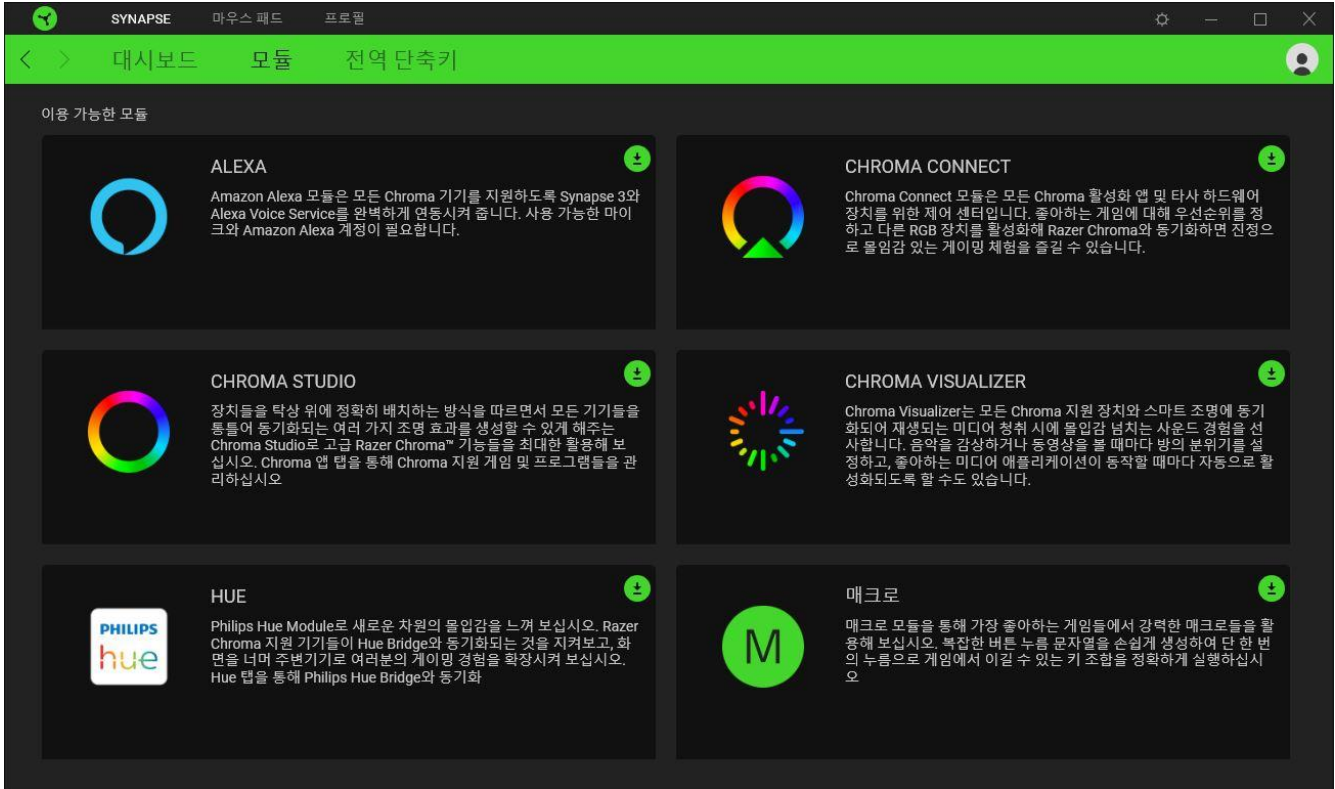 SYNAPSE 마우스 패드 프로필
대시보드 모듈 전역 단축키
이용 가능한 모듈
ALEXA
Amazon Alexa 모듈은 모든 Chroma 기기를 지원하도록 Synapse 3와
Alexa Voice Service를 완벽하게 연동시켜 줍니다. 사용 가능한 마이
크와 Amazon Alexa 계정이 필요합니다.
CHROMA CONNECT
Chroma Connect 모듈은 모든 Chroma 활성화 앱 및 타사 하드웨어
장치를 위한 제어 센터입니다. 좋아하는 게임에 대해 우선순위를 정
하고 다른 RGB 장치를 활성화해 Razer Chroma와 동기화하면 진정으
로 몰입감 있는 게이밍 체험을 즐길 수 있습니다.
CHROMA STUDIO
장치들을 탁상 위에 정확히 배치하는 방식을 따르면서 모든 기기들을
통틀어 동기화되는 여러 가지 조명 효과를 생성할 수 있게 해주는
Chroma Studio로 고급 Razer Chroma™ 기능들을 최대한 활용해 보
십시오. Chroma 앱 탭을 통해 Chroma 지원 게임 및 프로그램들을 관
리하십시오
CHROMA VISUALIZER
Chroma Visualizer는 모든 Chroma 지원 장치와 스마트 조명에 동기
화되어 재생되는 미디어 청취 시에 몰입감 넘치는 사운드 경험을 선
사합니다. 음악을 감상하거나 동영상을 볼 때마다 방의 분위기를 설
정하고, 좋아하는 미디어 애플리케이션이 동작할 때마다 자동으로 활
성화되도록 할 수도 있습니다.
PHILIPS
hue
HUE
Philips Hue Module로 새로운 차원의 몰입감을 느껴 보십시오. Razer
Chroma 지원 기기들이 Hue Bridge와 동기화되는 것을 지켜보고, 화
면을 너머 주변기기로 여러분의 게이밍 경험을 확장시켜 보십시오.
Hue 탭을 통해 Philips Hue Bridge와 동기화
M
매크로
매크로 모듈을 통해 가장 좋아하는 게임들에서 강력한 매크로들을 활
용해 보십시오. 복잡한 버튼 누름 문자열을 손쉽게 생성하여 단 한 번
의 누름으로 게임에서 이길 수 있는 키 조합을 정확하게 실행하십시
오